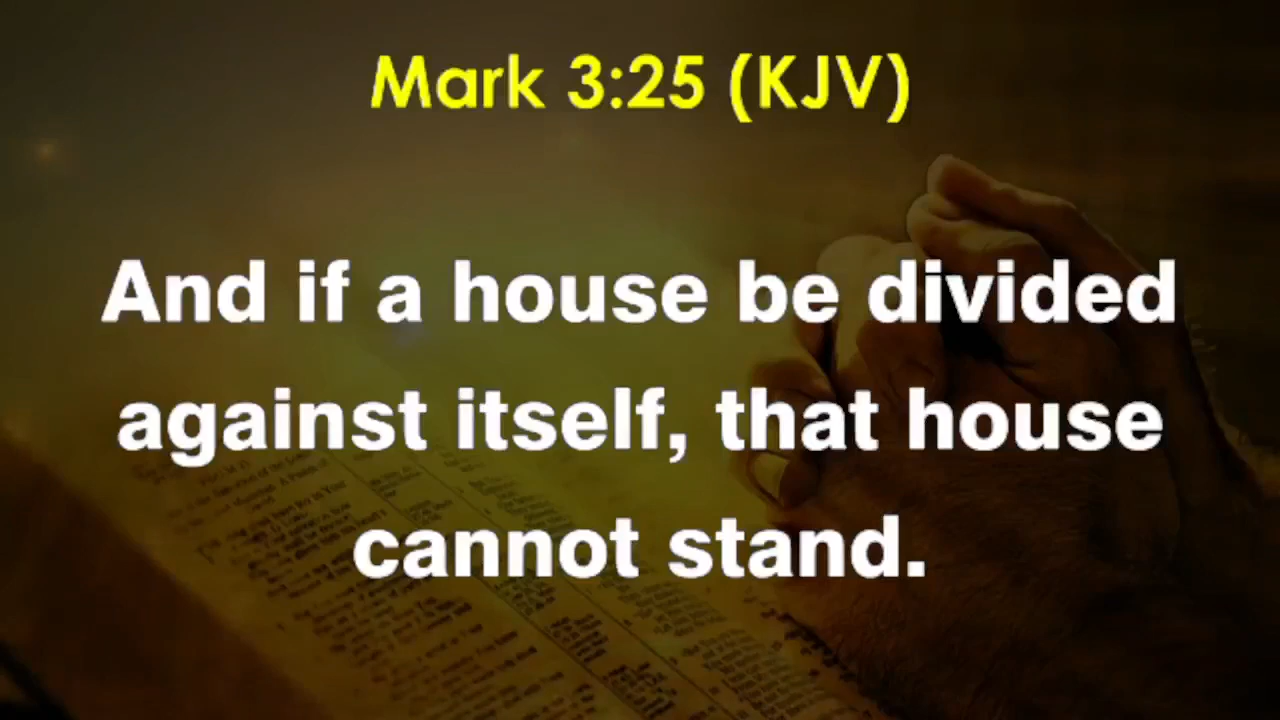 Mark 3:25 (KJV)
And if a house be divided
against itself, that house
cannot stand.